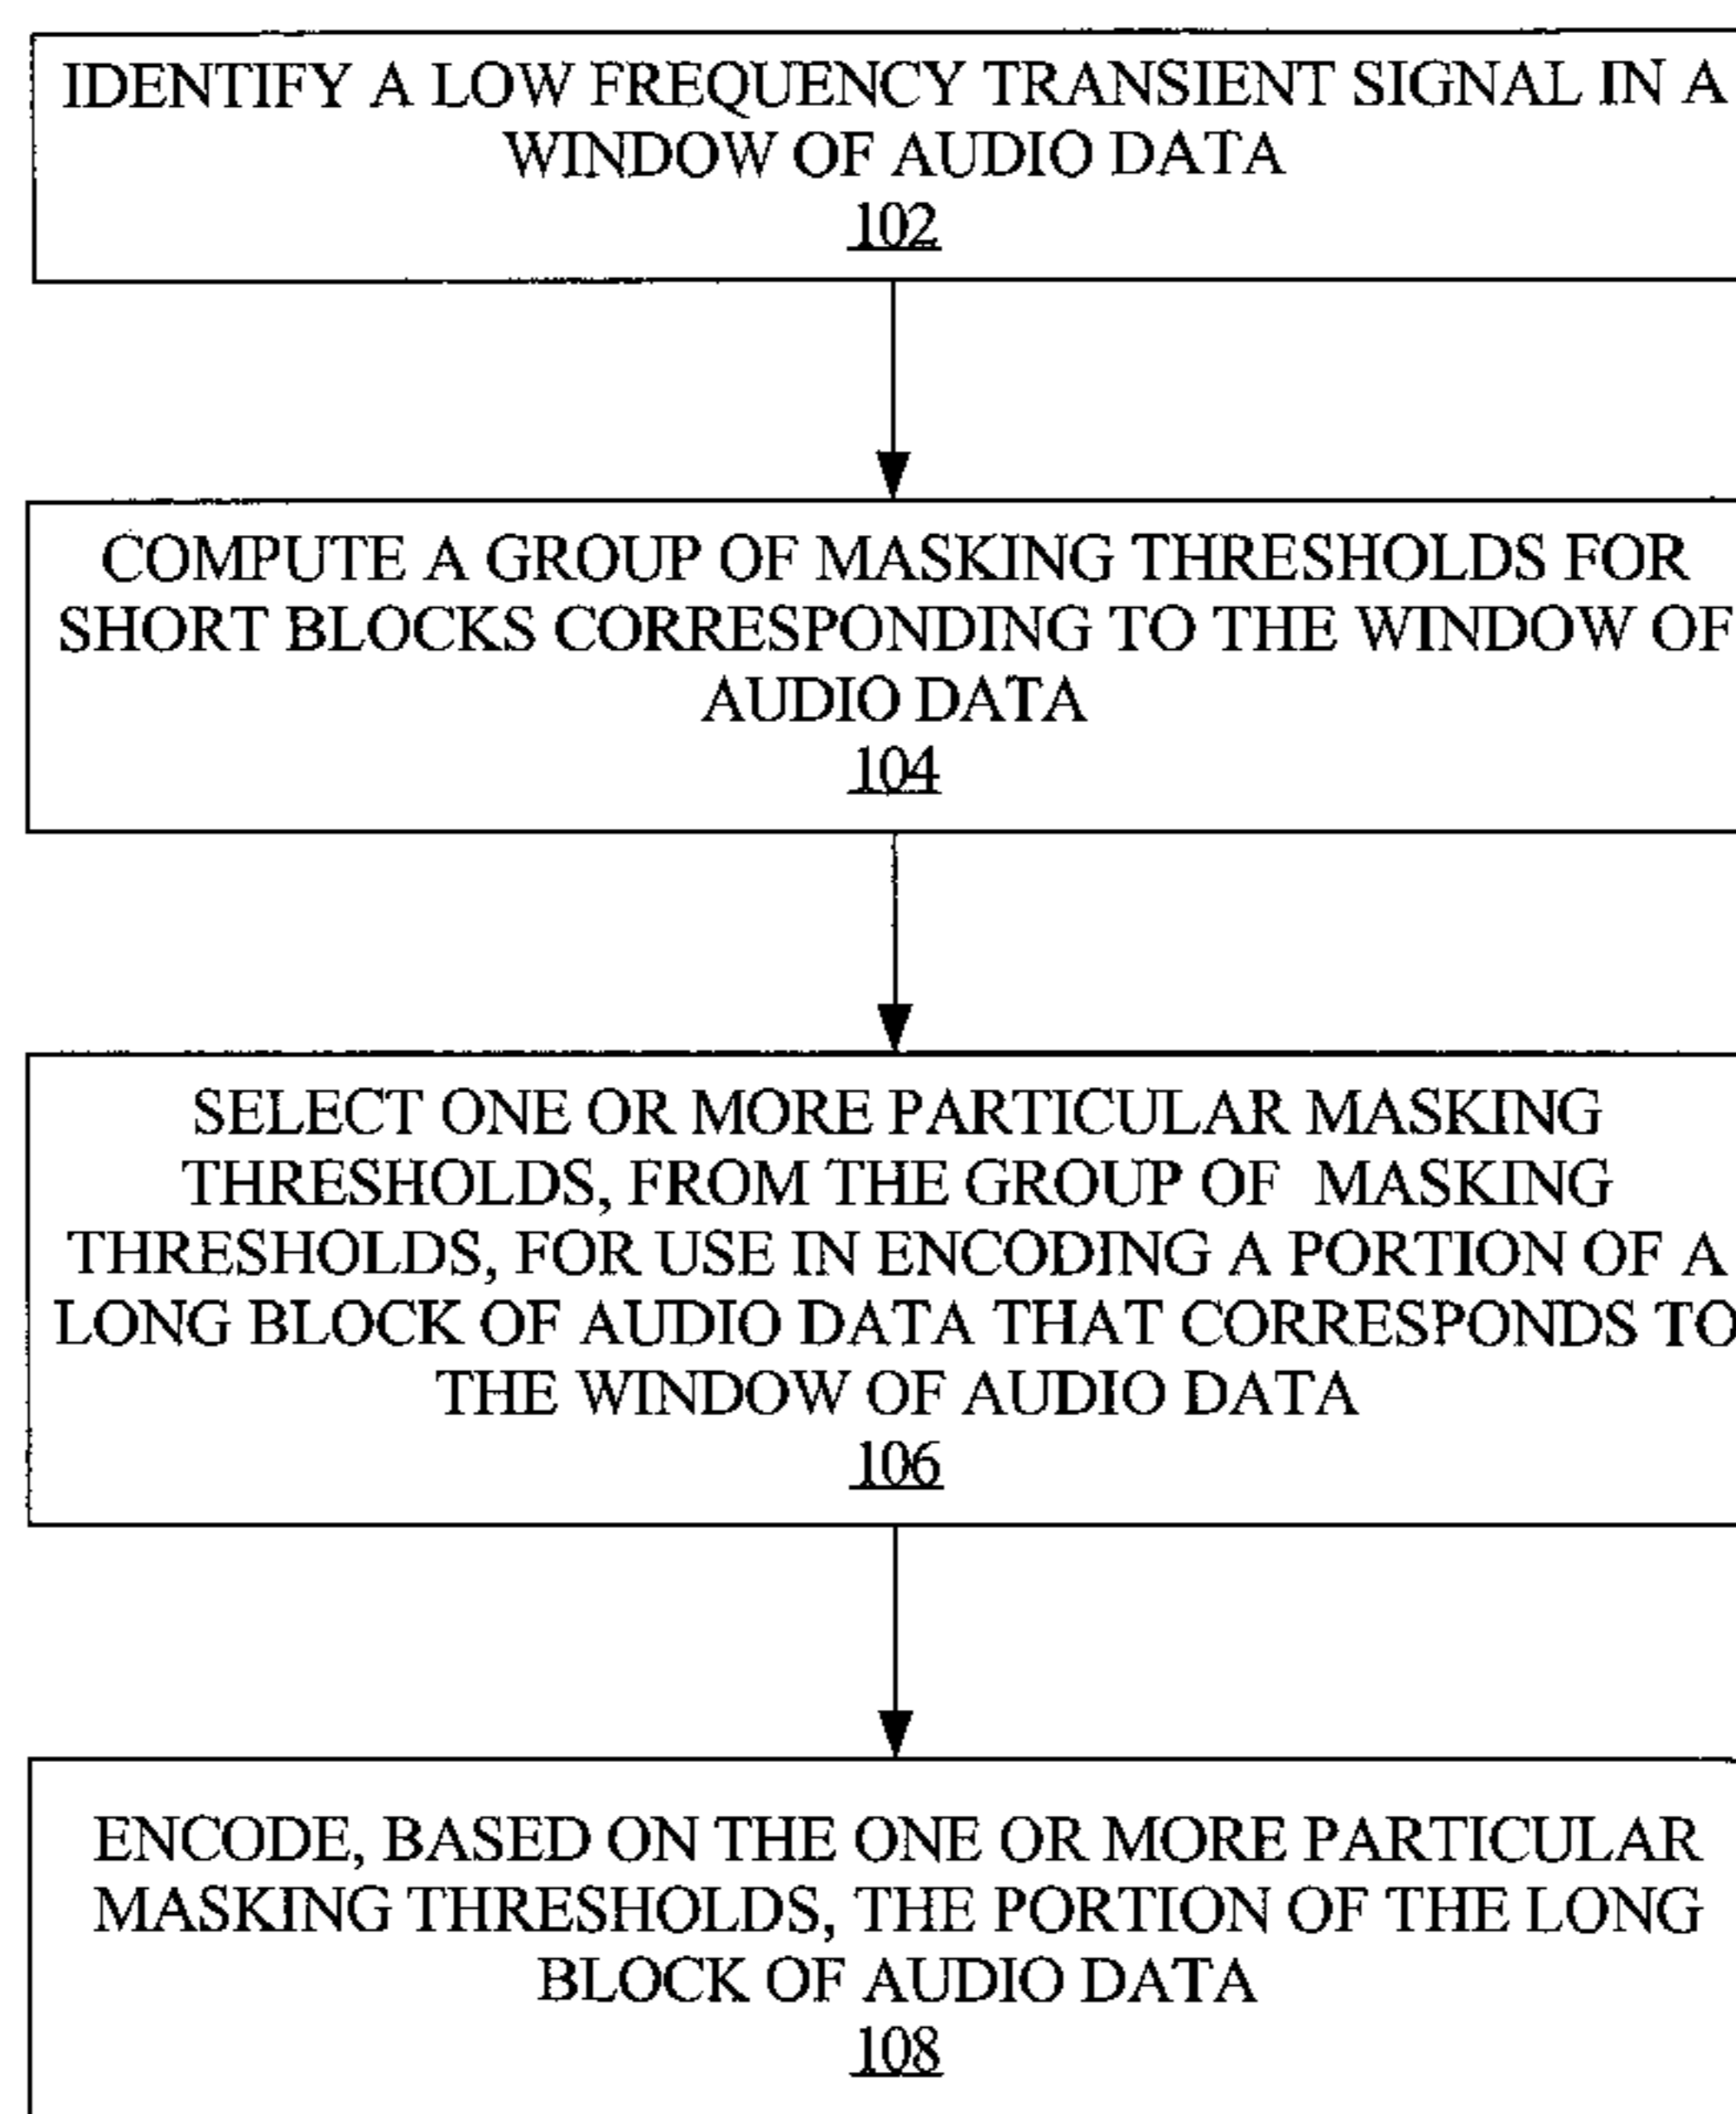 IDENTIFY A LOW FREQUENCY TRANSIENT SIGNAL IN A
WINDOW OF AUDIO DATA
102
COMPUTE A GROUP OF MASKING THRESHOLDS FOR
SHORT BLOCKS CORRESPONDING TO THE WINDOW OF
AUDIO DATA
104
SELECT ONE OR MORE PARTICULAR MASKING
THRESHOLDS, FROM THE GROUP OF MASKING
THRESHOLDS, FOR USE IN ENCODING A PORTION OF A
LONG BLOCK OF AUDIO DATA THAT CORRESPONDS TO
THE WINDOW OF AUDIO DATA
106
ENCODE, BASED ON THE ONE OR MORE PARTICULAR
MASKING THRESHOLDS, THE PORTION OF THE LONG
BLOCK OF AUDIO DATA
108